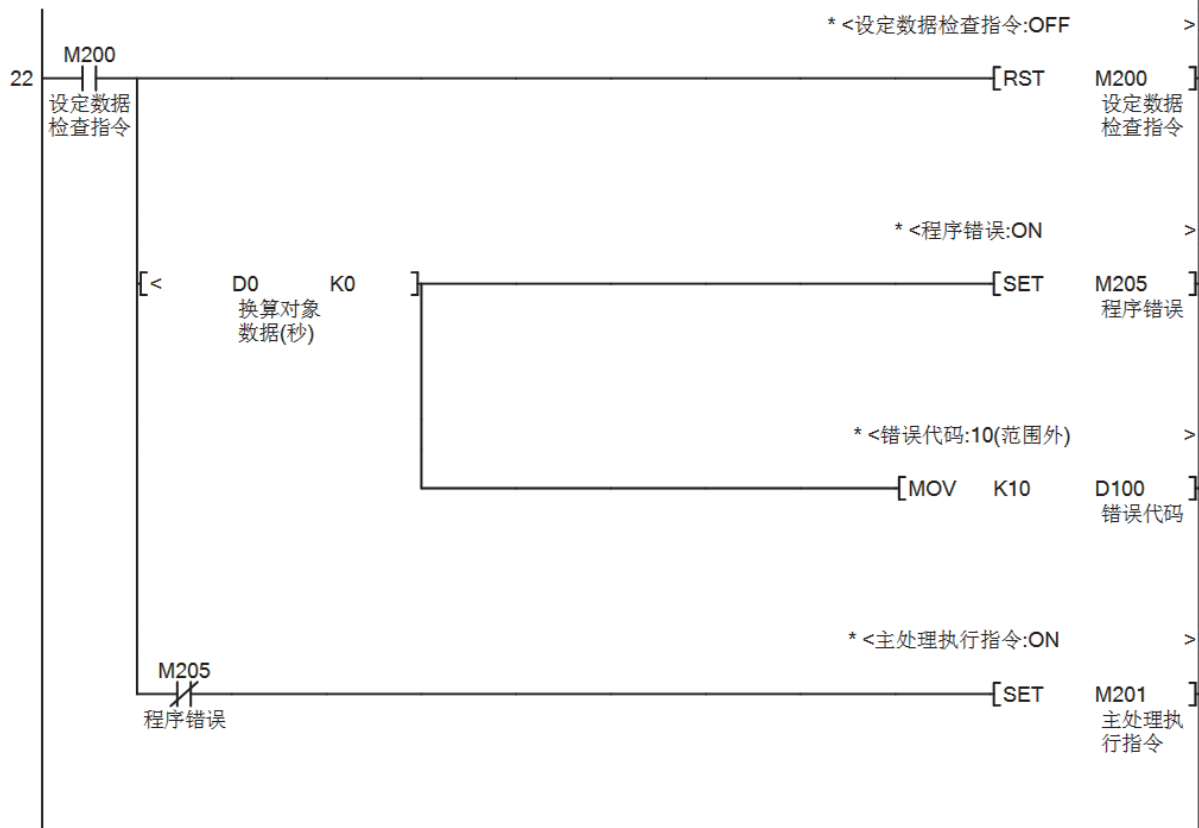 * <设定数据检查指令:OFF >
M200
22 [RST M200 ]
设定数据
检查指令
设定数据
检查指令
* <程序错误:ON >
[< D0 K0 ] [SET M205 ]
换算对象
数据(秒)
程序错误
* <错误代码:10(范围外) >
[MOV K10 D100 ]
错误代码
* <主处理执行指令:ON >
M205
[SET M201 ]
程序错误
主处理执
行指令